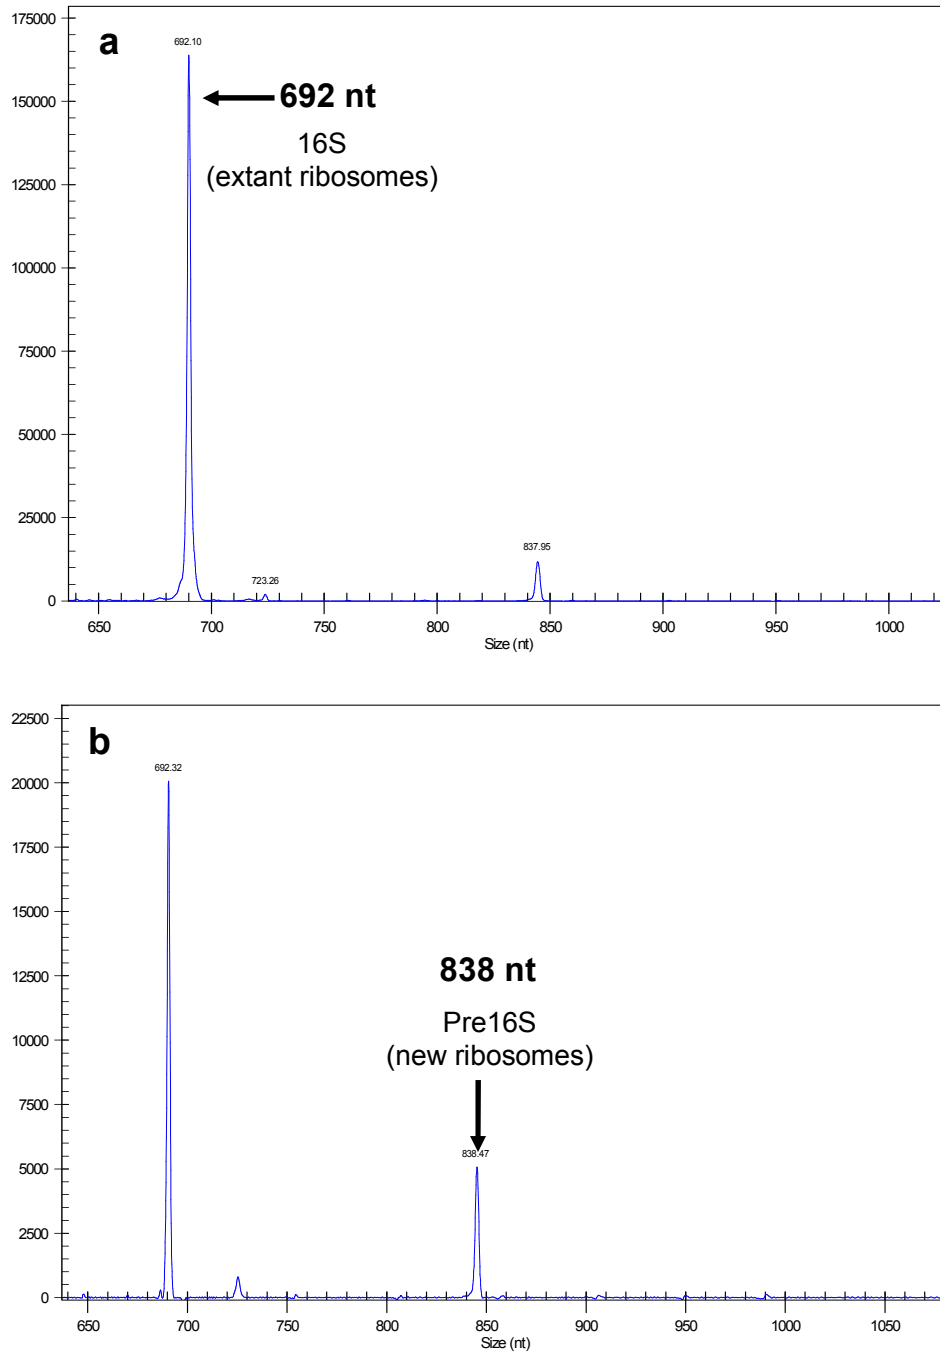 175000
a
692.10
150000
692 nt
16S
(extant ribosomes)
125000
100000
75000
50000
25000
723.26
837.95
0
650 700 750 800 850 900 950 1000
Size (nt)
22500
b
692.32
20000
17500
15000
12500
838 nt
Pre16S
(new ribosomes)
10000
7500
838.47
5000
2500
0
650 700 750 800 850 900 950 1000 1050
Size (nt)